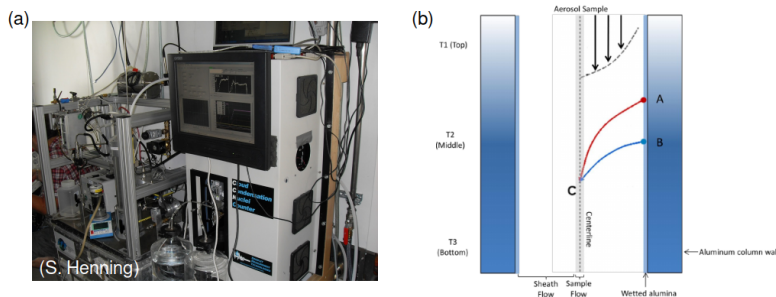 (a)
Cloud
Condensation
Nuclei
Counter
(S. Henning)
(b)
Aerosol Sample
T1 (Top)
A
T2
(Middle)
B
C
Centerline
T3
(Bottom)
Aluminum column wal
Sheath
Flow
Sample
Flow
Wetted alumina